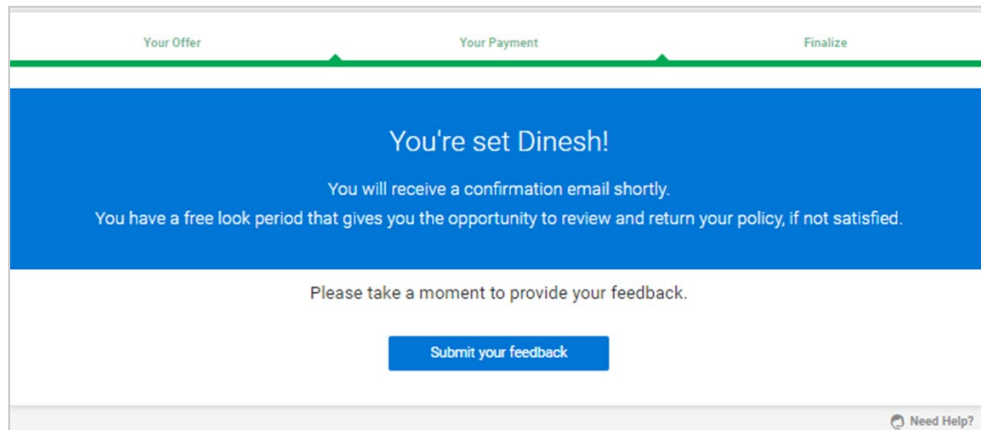 Your Offer
Your Payment
Finalize
You're set Dinesh!
You will receive a confirmation email shortly.
You have a free look period that gives you the opportunity to review and return your policy, if not satisfied.
Please take a moment to provide your feedback.
Submit your feedback
Need Help?